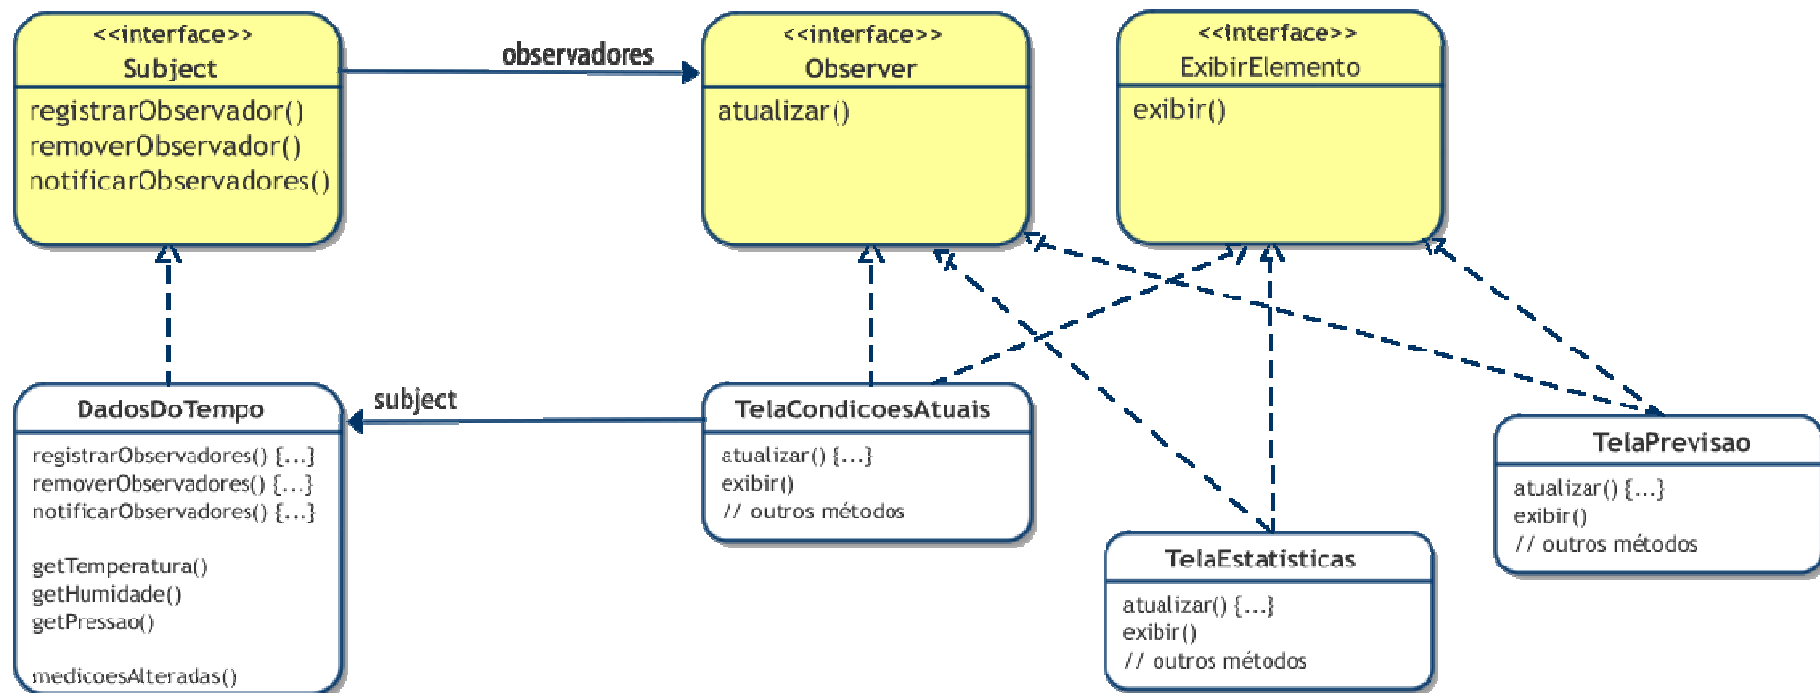 <<interface>>
Subject
registrarObservador()
removerObservador()
notificarObservadores()
observadores
<<interface>>
Observer
atualizar()
<<interface>>
ExibirElemento
exibir()
DadosDoTempo
registrarObservadores() {...}
removerObservadores() {...}
notificarObservadores() {...}
getTemperatura()
getHumidade()
getPressao()
medicoesAlteradas()
subject
TelaCondicoesAtuais
atualizar() {...}
exibir()
// outros métodos
TelaEstatisticas
atualizar() {...}
exibir()
// outros métodos
TelaPrevisao
atualizar() {...}
exibir()
// outros métodos